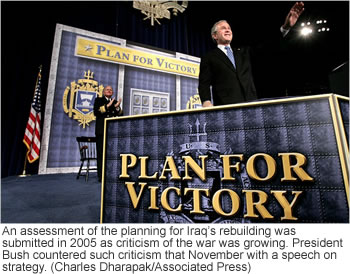 PLAN FOR VICTORY
PLAN FOR
VICTORY
An assessment of the planning for Iraq's rebuilding was
submitted in 2005 as criticism of the war was growing. President
Bush countered such criticism that November with a speech on
strategy. (Charles Dharapak/Associated Press)